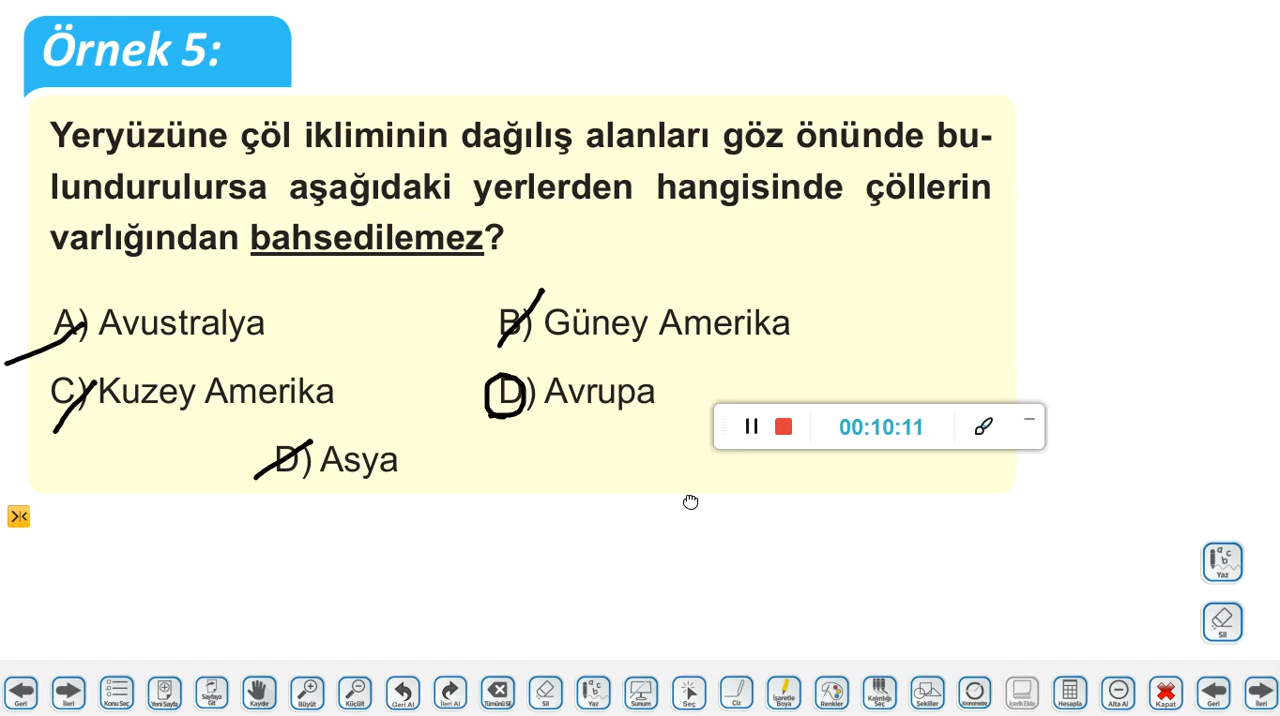 Örnek 5:
Yeryüzüne çöl ikliminin dağılış alanları göz önünde bu-
lundurulursa aşağıdaki yerlerden hangisinde çöllerin
varlığından bahsedilemez?
A) Avustralya B) Güney Amerika
C) Kuzey Amerika D) Avrupa
00:10:11
D) Asya
a b c
Yaz
Sil
Geri İleri Konu Seç Yeni Sayfa Sayfaya Git Kaydır Büyüt Küçült Geri Al İleri Al Tümünü Sil Sil Yaz Sunum Seç Çiz İşaretle Boya Renkler Kalınlığı Seç Şekiller Kronometre İçerik Ekle Hesapla Alta Al Kapat Geri İleri